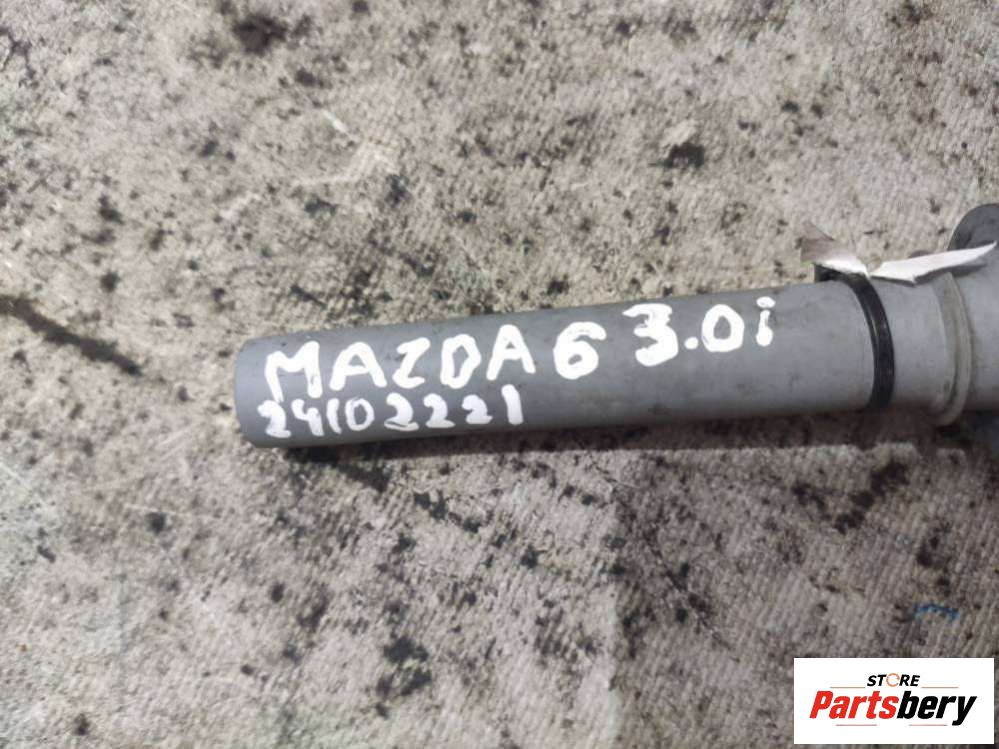 MAZDA 6 3.0i
24102221
STORE
Partsbery